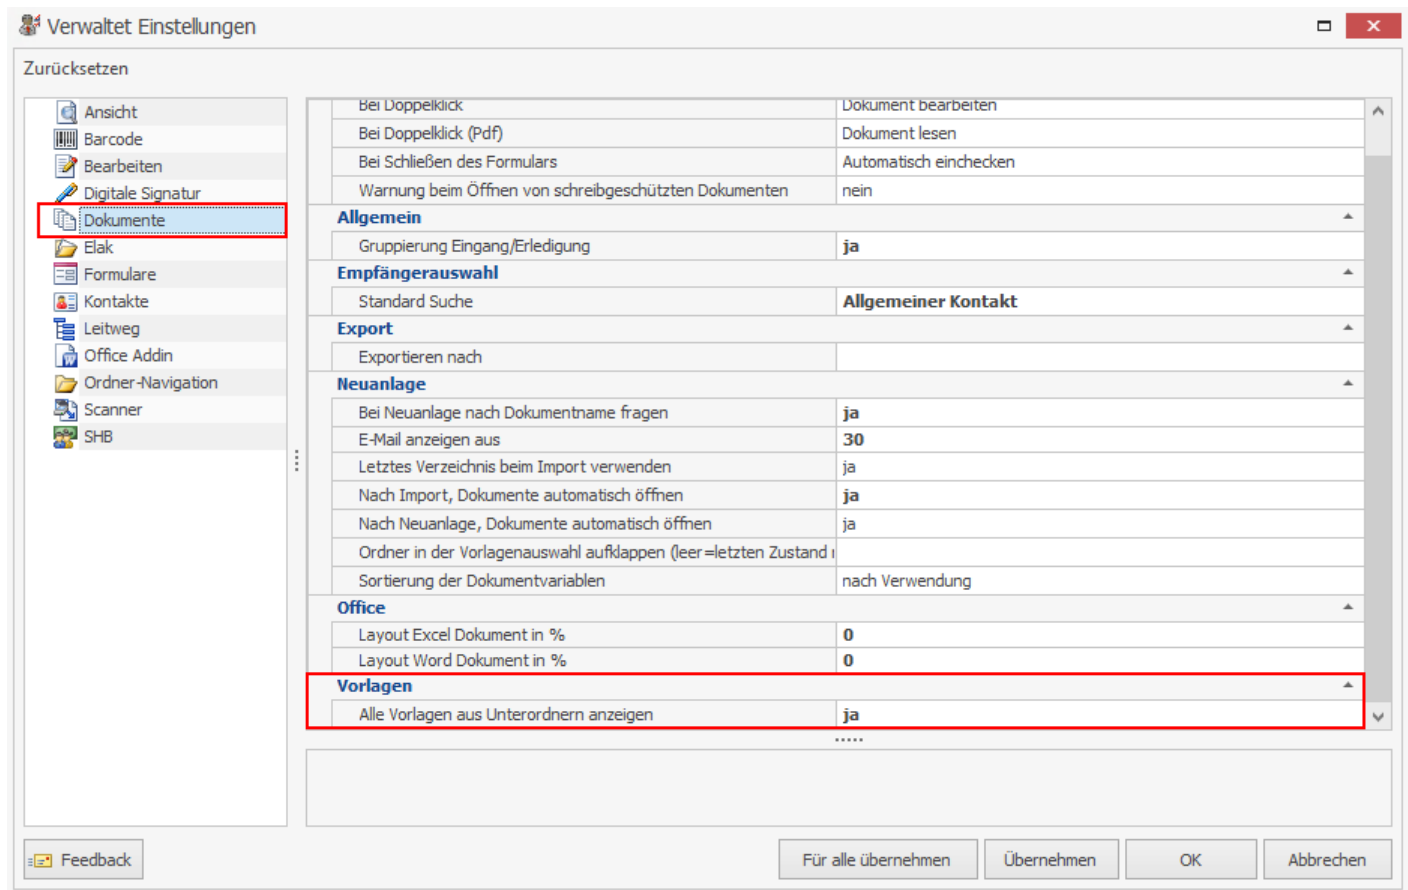 Verwaltet Einstellungen
Zurücksetzen
Ansicht
Barcode
Bearbeiten
Digitale Signatur
Dokumente
Elak
Formulare
Kontakte
Leitweg
Office Addin
Ordner-Navigation
Scanner
SHB
Bei Doppelklick Dokument bearbeiten
Bei Doppelklick (Pdf) Dokument lesen
Bei Schließen des Formulars Automatisch einchecken
Warnung beim Öffnen von schreibgeschützten Dokumenten nein
Allgemein
Gruppierung Eingang/Erledigung ja
Empfängerauswahl
Standard Suche Allgemeiner Kontakt
Export
Exportieren nach
Neuanlage
Bei Neuanlage nach Dokumentname fragen ja
E-Mail anzeigen aus 30
Letztes Verzeichnis beim Import verwenden ja
Nach Import, Dokumente automatisch öffnen ja
Nach Neuanlage, Dokumente automatisch öffnen ja
Ordner in der Vorlagenauswahl aufklappen (leer=letzten Zustand
Sortierung der Dokumentvariablen nach Verwendung
Office
Layout Excel Dokument in % 0
Layout Word Dokument in % 0
Vorlagen
Alle Vorlagen aus Unterordnern anzeigen ja
Feedback Für alle übernehmen Übernehmen OK Abbrechen